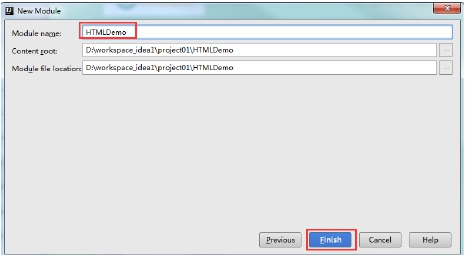 New Module
Module name: HTMLDemo
Content root: D:\workspace_idea1\project01\HTMLDemo ...
Module file location: D:\workspace_idea1\project01\HTMLDemo ...
Previous Finish Cancel Help